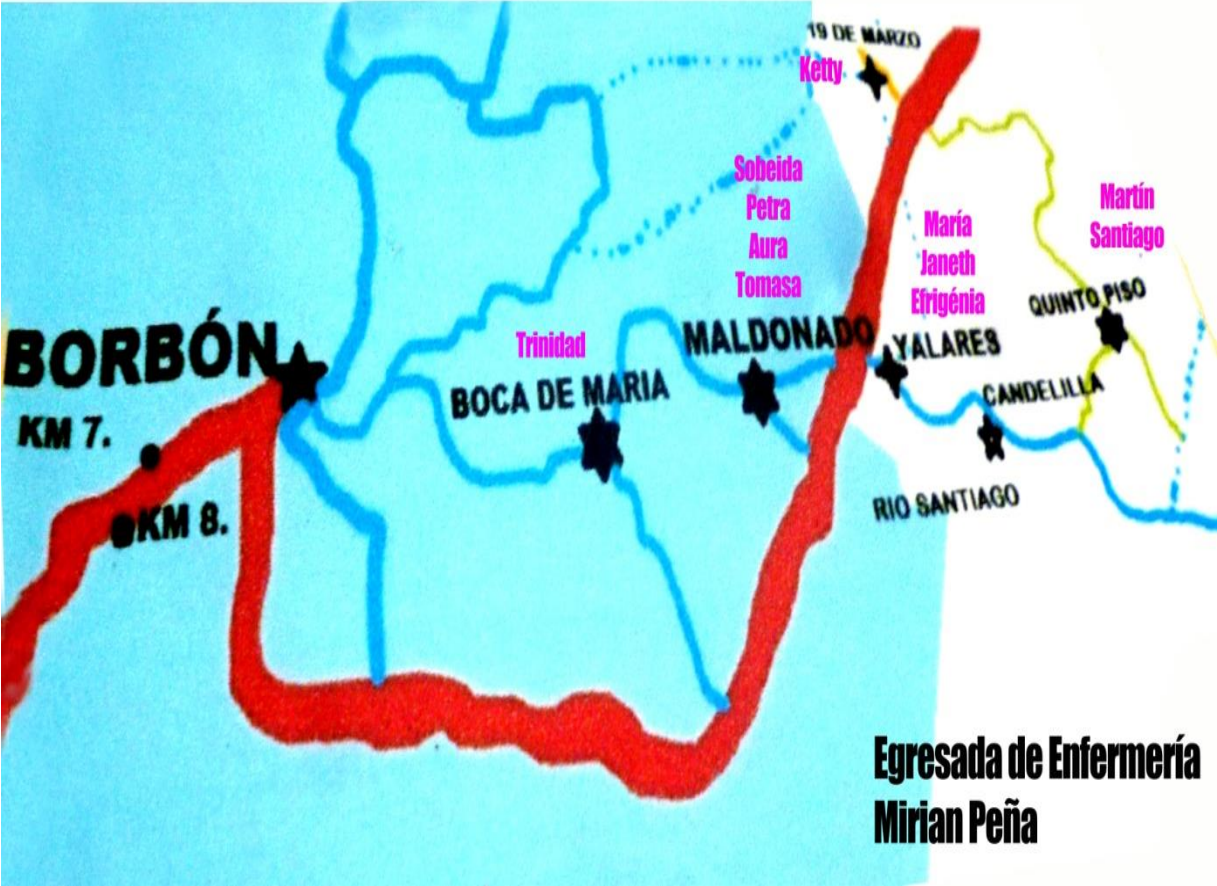 19 DE MARZO
Ketty
Sobeida
Petra
Aura
Tomasa
María
Janeth
Efrigénia
Martín
Santiago
QUINTO PISO
BORBÓN
Trinidad
MALDONADO
YALARES
BOCA DE MARIA
CANDELILLA
KM 7.
KM 8.
RIO SANTIAGO
Egresada de Enfermería
Mirian Peña